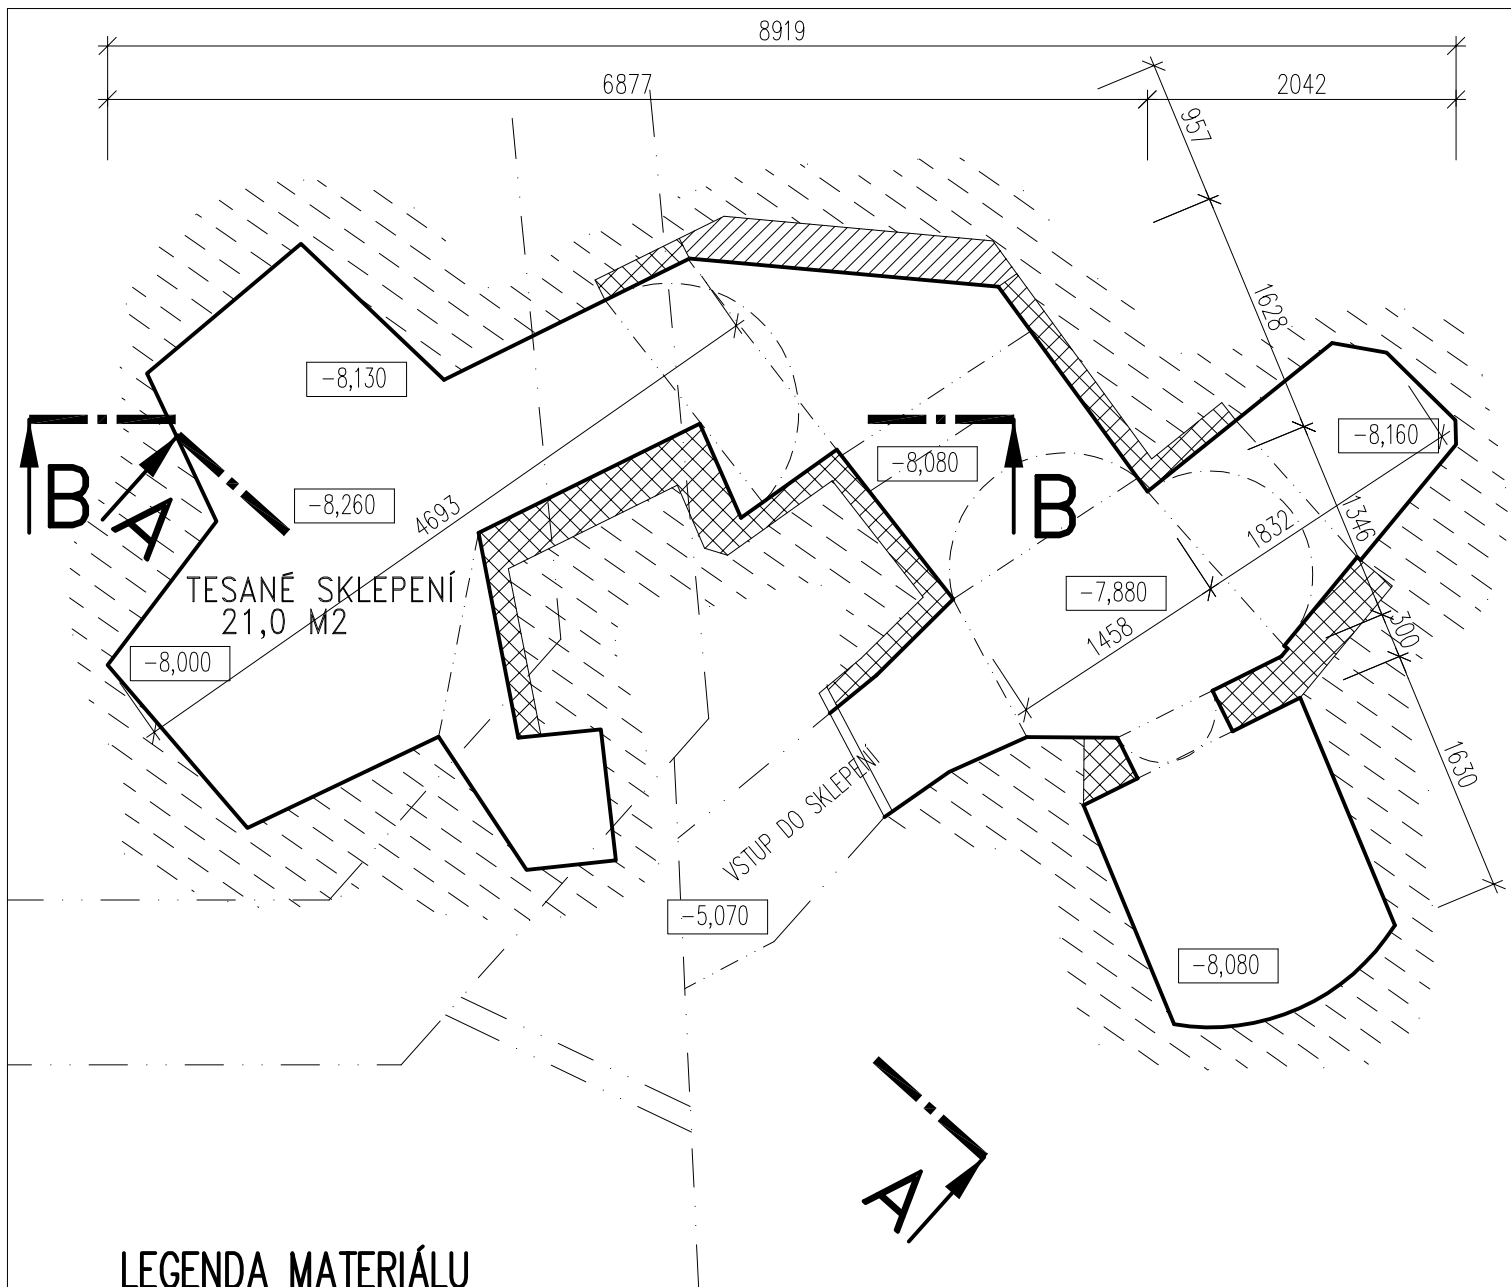 8919
6877
2042
957
1628
-8,130
-8,160
-8,080
B
A
-8,260
4693
B
1832
1346
TESANÉ SKLEPENÍ
21,0 M2
-7,880
1458
300
-8,000
1630
VSTUP DO SKLEPENÍ
-5,070
-8,080
A
LEGENDA MATERIÁLU